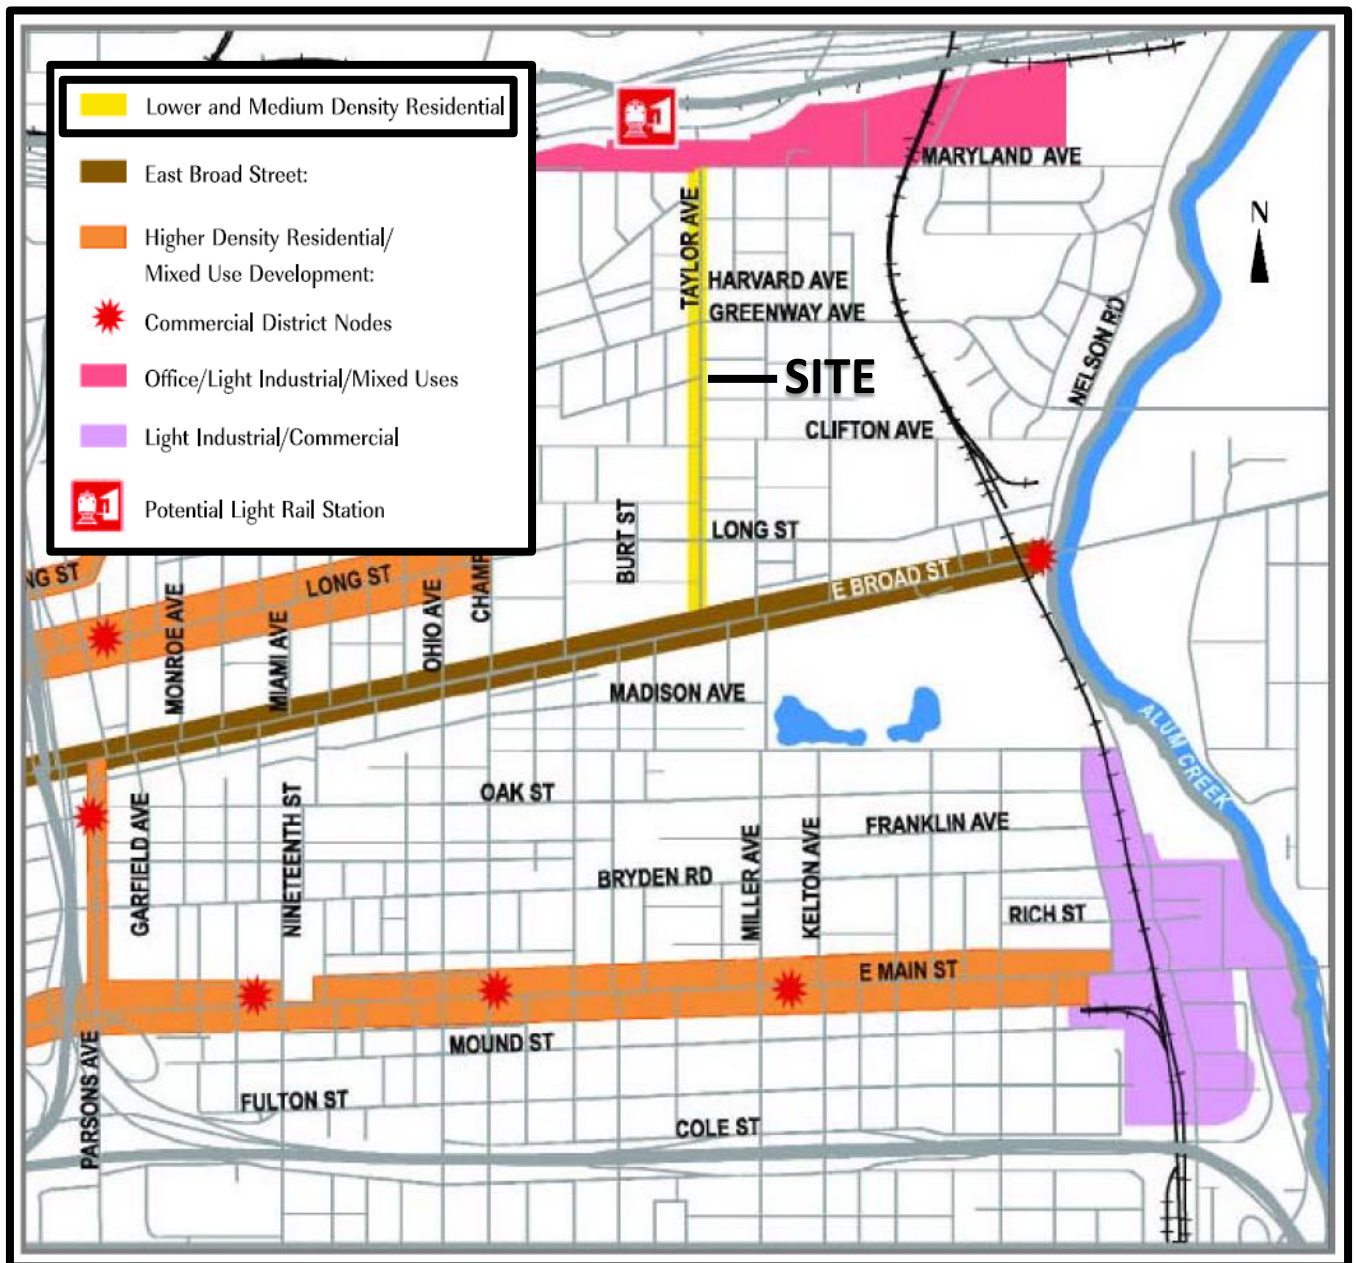 Lower and Medium Density Residential
East Broad Street:
Higher Density Residential/
Mixed Use Development:
Commercial District Nodes
Office/Light Industrial/Mixed Uses
Light Industrial/Commercial
Potential Light Rail Station
MARYLAND AVE
N
TAYLOR AVE
HARVARD AVE
GREENWAY AVE
NELSON RD
SITE
CLIFTON AVE
BURT ST
LONG ST
NG ST
LONG ST
E BROAD ST
MONROE AVE
MIAMI AVE
OHIO AVE
CHAMP
MADISON AVE
ALUM CREEK
OAK ST
GARFIELD AVE
NINETEENTH ST
FRANKLIN AVE
MILLER AVE
KELTON AVE
BRYDEN RD
RICH ST
E MAIN ST
MOUND ST
PARSONS AVE
FULTON ST
COLE ST